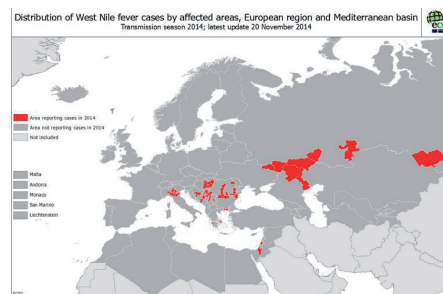 Distribution of West Nile fever cases by affected areas, European region and Mediterranean basin
Transmission season 2014; latest update 20 November 2014
Area reporting cases in 2014
Area not reporting cases in 2014
Not included
Malta
Andorra
Monaco
San Marino
Liechtenstein